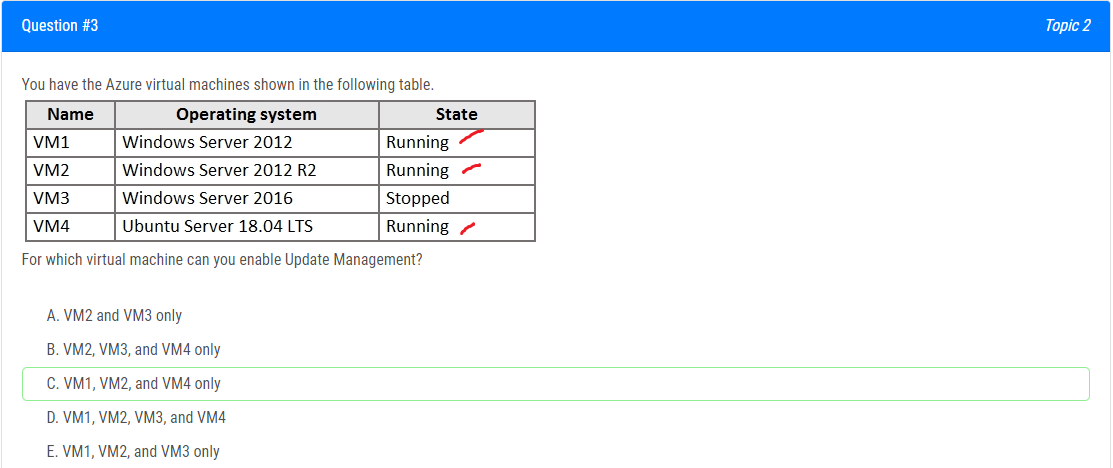 Question #3
Topic 2
You have the Azure virtual machines shown in the following table.
Name Operating system State
VM1 Windows Server 2012 Running
VM2 Windows Server 2012 R2 Running
VM3 Windows Server 2016 Stopped
VM4 Ubuntu Server 18.04 LTS Running
For which virtual machine can you enable Update Management?
A. VM2 and VM3 only
B. VM2, VM3, and VM4 only
C. VM1, VM2, and VM4 only
D. VM1, VM2, VM3, and VM4
E. VM1, VM2, and VM3 only